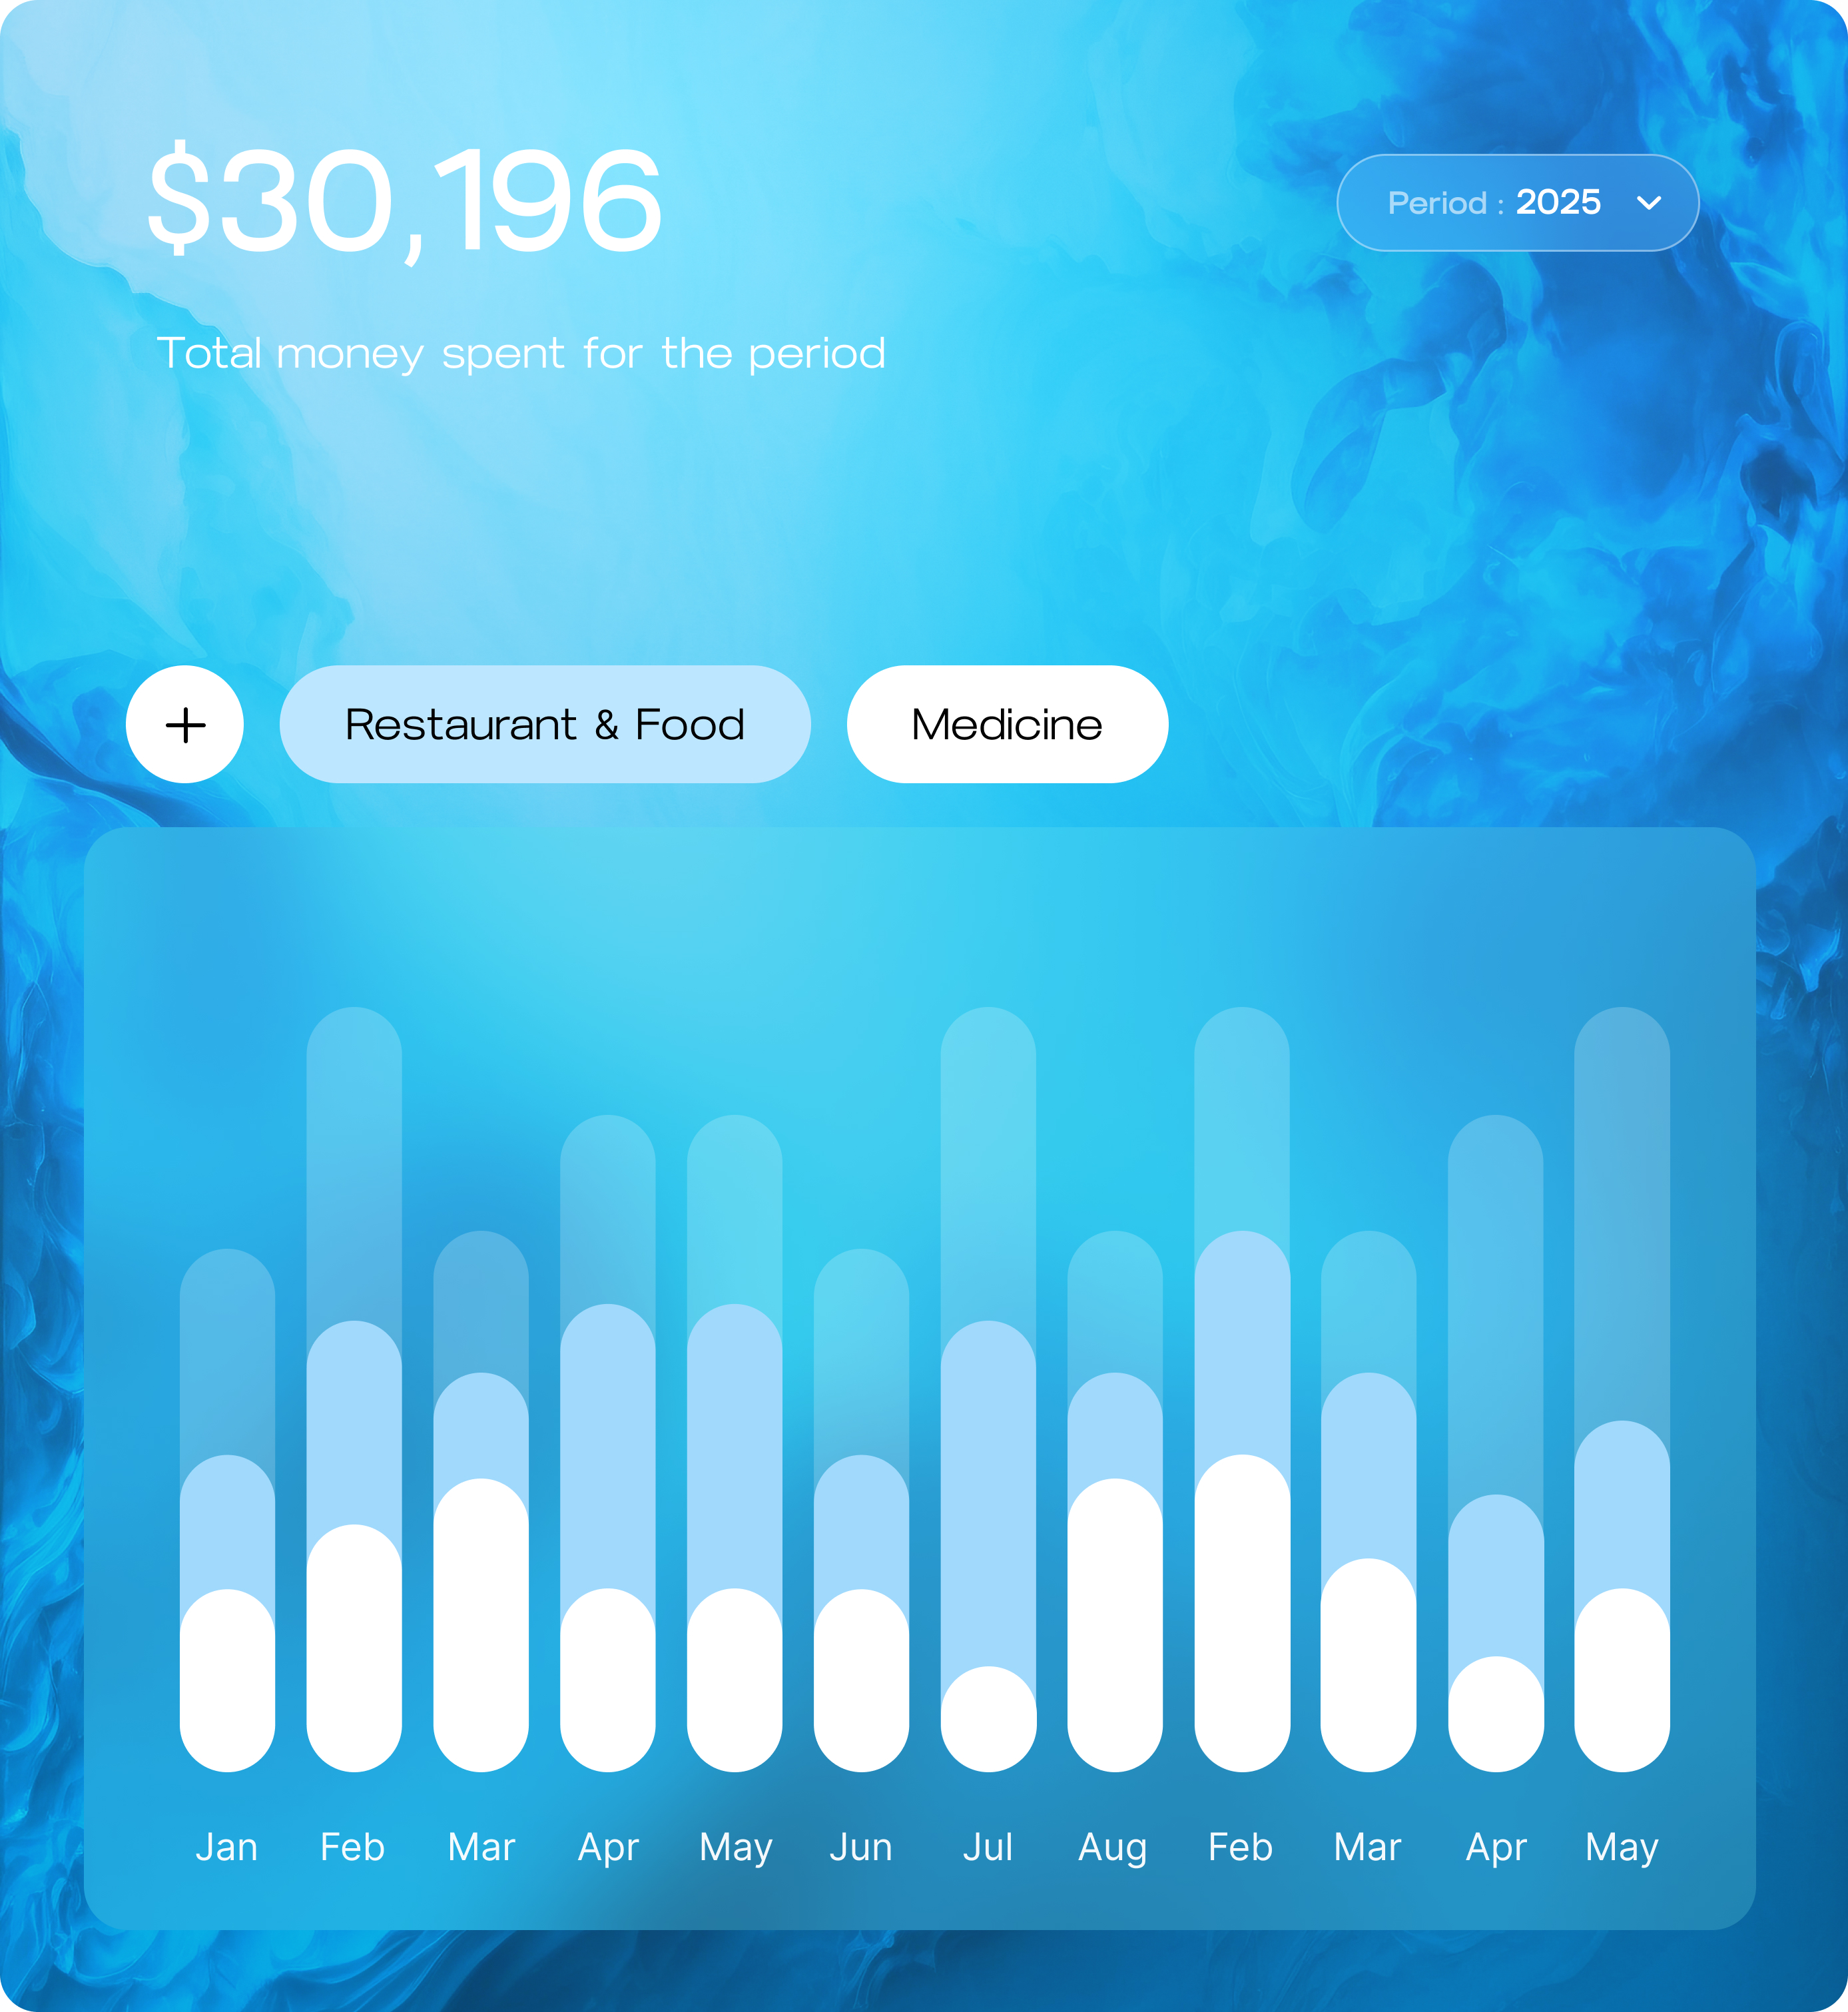 $30,196
Period : 2025
Total money spent for the period
+ Restaurant & Food Medicine
Jan Feb Mar Apr May Jun Jul Aug Feb Mar Apr May